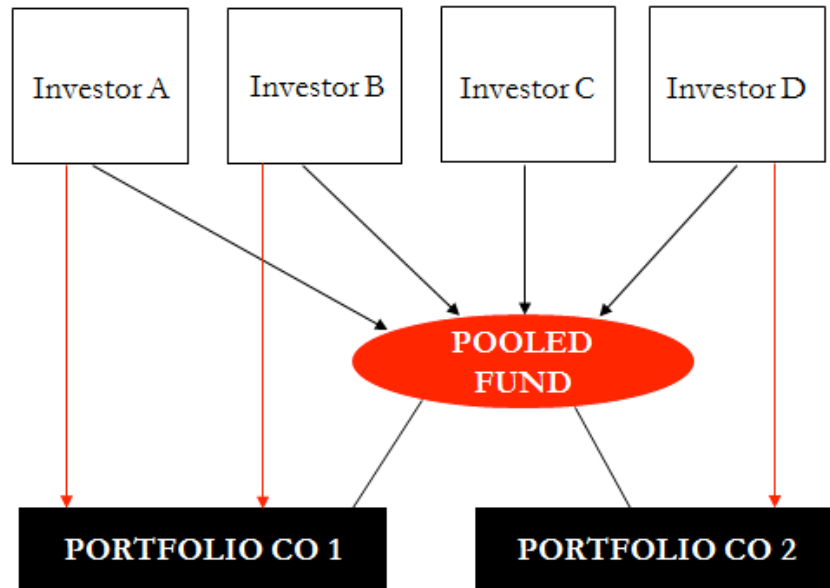 Investor A
Investor B
Investor C
Investor D
POOLED
FUND
PORTFOLIO CO 1
PORTFOLIO CO 2